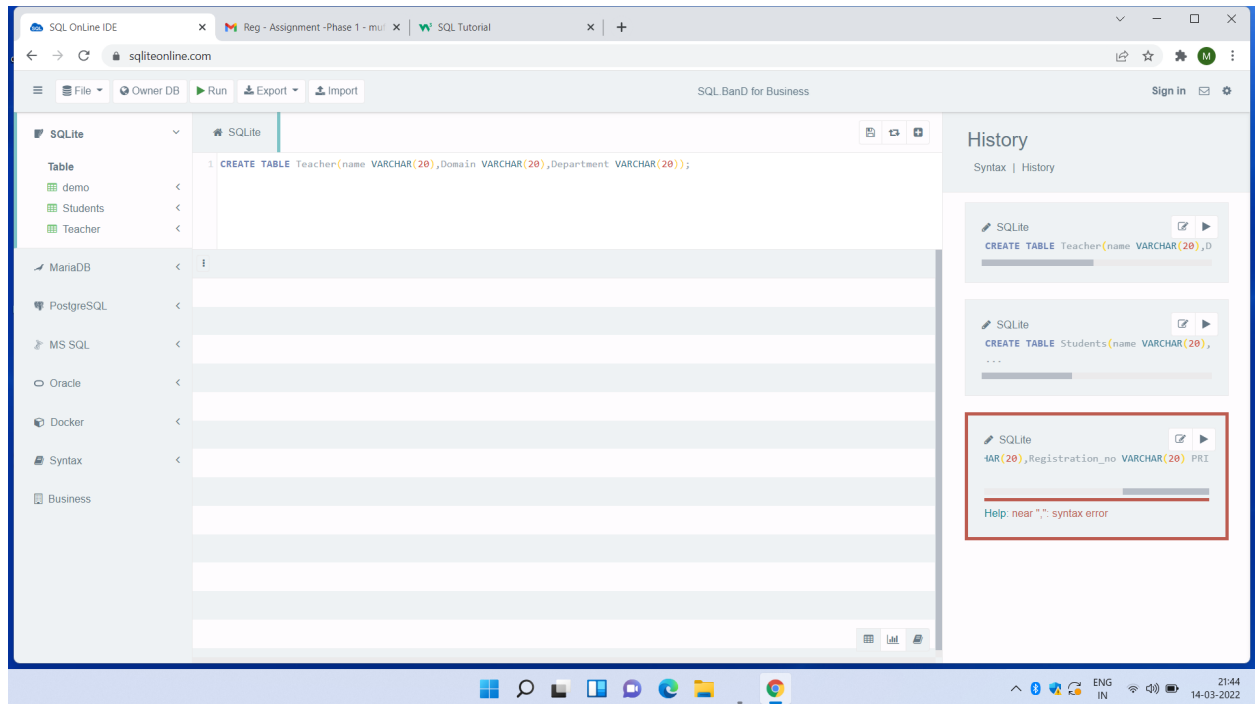 SQL OnLine IDE
Reg - Assignment -Phase 1 - mu
SQL Tutorial
sqliteonline.com
M
File
Owner DB
Run
Export
Import
SQL.BanD for Business
Sign in
SQLite
Table
demo
Students
Teacher
MariaDB
PostgreSQL
MS SQL
Oracle
Docker
Syntax
Business
SQLite
1 CREATE TABLE Teacher(name VARCHAR(20),Domain VARCHAR(20),Department VARCHAR(20));
History
Syntax | History
SQLite
CREATE TABLE Teacher(name VARCHAR(20),D
SQLite
CREATE TABLE Students(name VARCHAR(20),
...
SQLite
AR(20),Registration_no VARCHAR(20) PRI
Help: near ",": syntax error
ENG
IN
21:44
14-03-2022